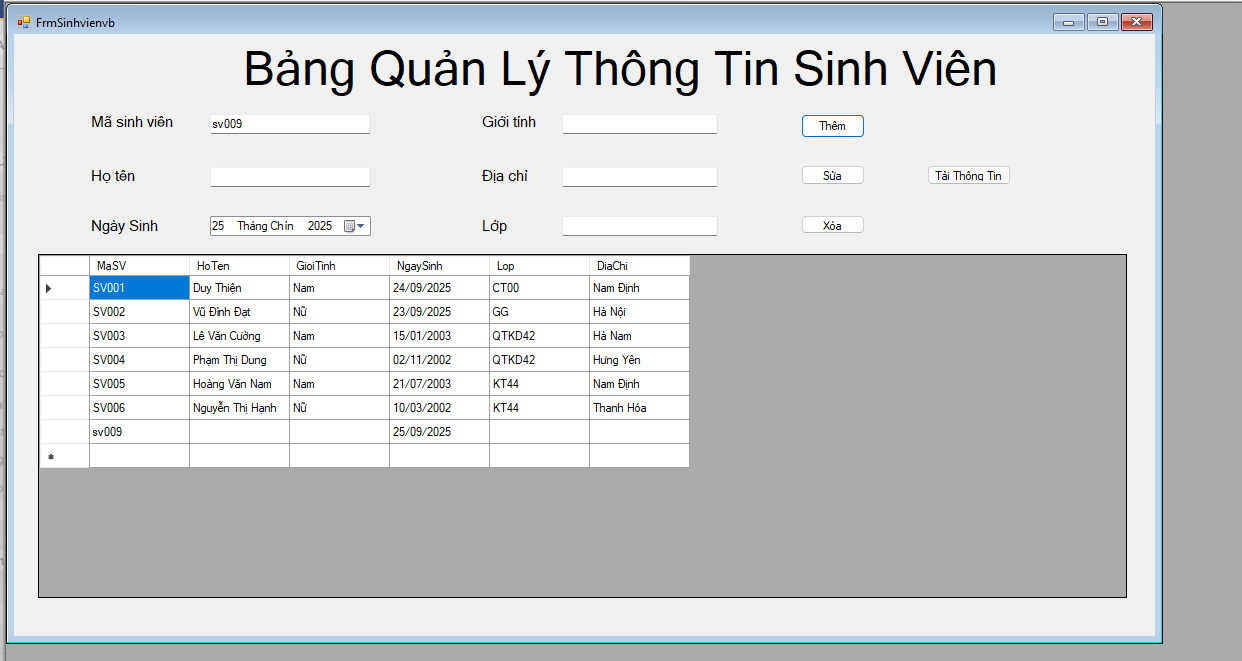 FrmSinhvienvb
Bảng Quản Lý Thông Tin Sinh Viên
Mã sinh viên sv009 Giới tính Thêm
Họ tên Địa chỉ Sửa Tải Thông Tin
Ngày Sinh 25 Tháng Chín 2025 Lớp Xóa
MaSV HoTen GioiTinh NgaySinh Lop DiaChi
SV001 Duy Thiện Nam 24/09/2025 CT00 Nam Định
SV002 Vũ Đình Đạt Nữ 23/09/2025 GG Hà Nội
SV003 Lê Văn Cường Nam 15/01/2003 QTKD42 Hà Nam
SV004 Phạm Thị Dung Nữ 02/11/2002 QTKD42 Hưng Yên
SV005 Hoàng Văn Nam Nam 21/07/2003 KT44 Nam Định
SV006 Nguyễn Thị Hạnh Nữ 10/03/2002 KT44 Thanh Hóa
sv009 25/09/2025